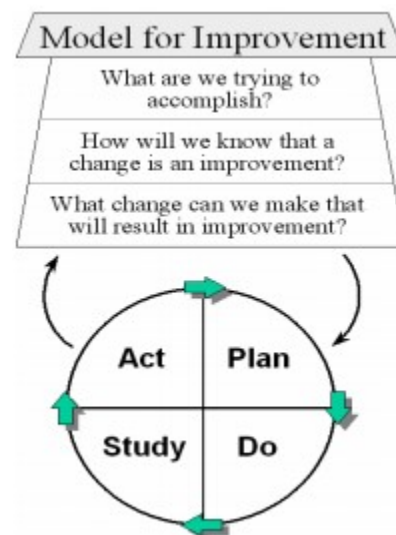 Model for Improvement
What are we trying to
accomplish?
How will we know that a
change is an improvement?
What change can we make that
will result in improvement?
Act
Plan
Study
Do